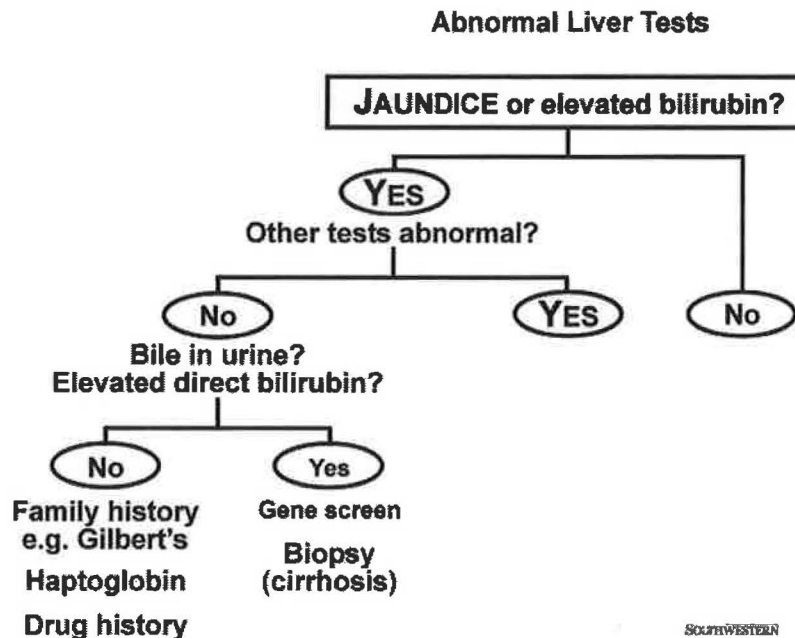 Abnormal Liver Tests
JAUNDICE or elevated bilirubin?
YES
Other tests abnormal?
No
YES
No
Bile in urine?
Elevated direct bilirubin?
No
Yes
Family history
e.g. Gilbert's
Haptoglobin
Drug history
Gene screen
Biopsy
(cirrhosis)
SOUTHWESTERN